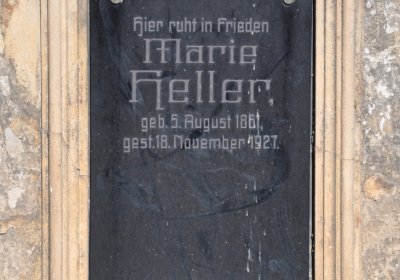 Hier ruht in Frieden
Marie
Heller,
geb. 5. August 1861,
gest. 18. November 1927.